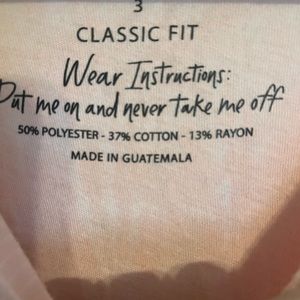 3
CLASSIC FIT
Wear Instructions:
Put me on and never take me off
50% POLYESTER - 37% COTTON - 13% RAYON
MADE IN GUATEMALA